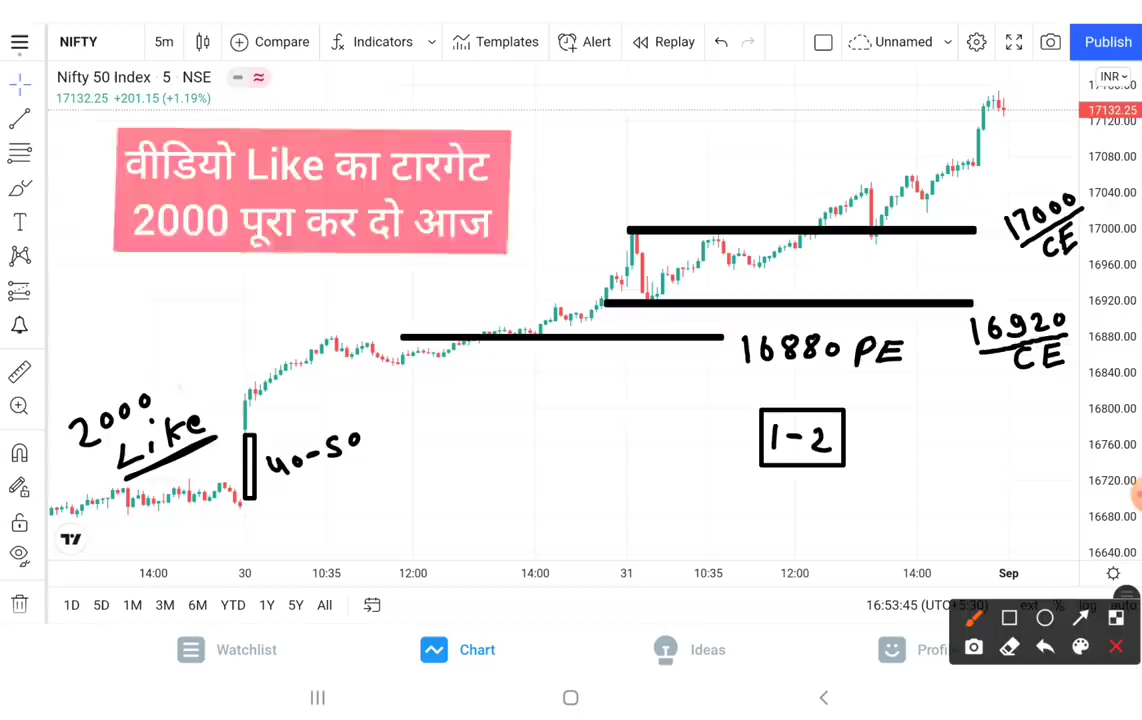 NIFTY 5m Compare Indicators Templates Alert Replay Unnamed Publish
Nifty 50 Index · 5 · NSE
INR
17132.25 +201.15 (+1.19%)
17132.25
17120.00
वीडियो Like का टारगेट
2000 पूरा कर दो आज
17080.00
17040.00
17000
CE
17000.00
16960.00
16920.00
16920
CE
16880.00
16880 PE
16840.00
2000
Like
16800.00
40-50
1-2
16760.00
16720.00
16680.00
16640.00
14:00 30 10:35 12:00 14:00 31 10:35 12:00 14:00 Sep
1D 5D 1M 3M 6M YTD 1Y 5Y All
16:53:45 (UTC+5:30) ext % log auto
Watchlist Chart Ideas Profi